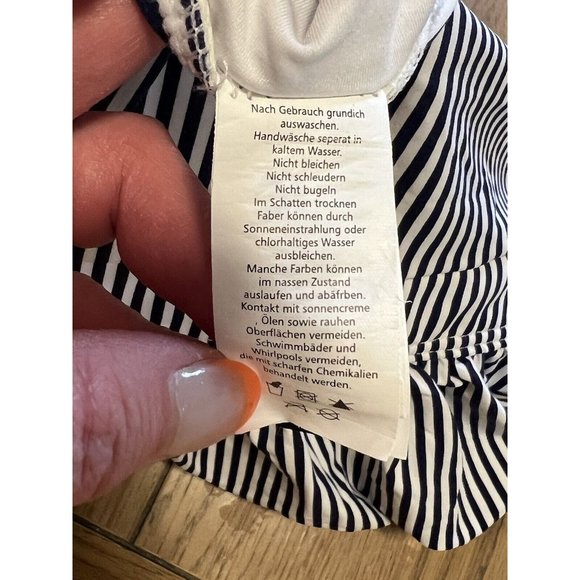 Nach Gebrauch grundich
auswaschen.
Handwäsche seperat in
kaltem Wasser.
Nicht bleichen
Nicht schleudern
Nicht bugeln
Im Schatten trocknen
Faber können durch
Sonneneinstrahlung oder
chlorhaltiges Wasser
ausbleichen.
Manche Farben können
im nassen Zustand
auslaufen und abäfrben.
Kontakt mit sonnencreme
, Ölen sowie rauhen
Oberflächen vermeiden.
Schwimmbäder und
Whirlpools vermeiden,
die mit scharfen Chemikalien
behandelt werden.